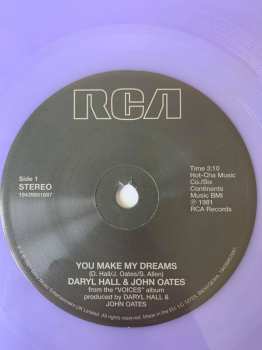 RCA
Side 1
STEREO
Time 3:10
Hot-Cha Music
Co./Six
Continents
Music BMI
℗ 1981
RCA Records
YOU MAKE MY DREAMS
(D. Hall/J. Oates/S. Allen)
DARYL HALL & JOHN OATES
from the "VOICES" album
produced by DARYL HALL &
JOHN OATES